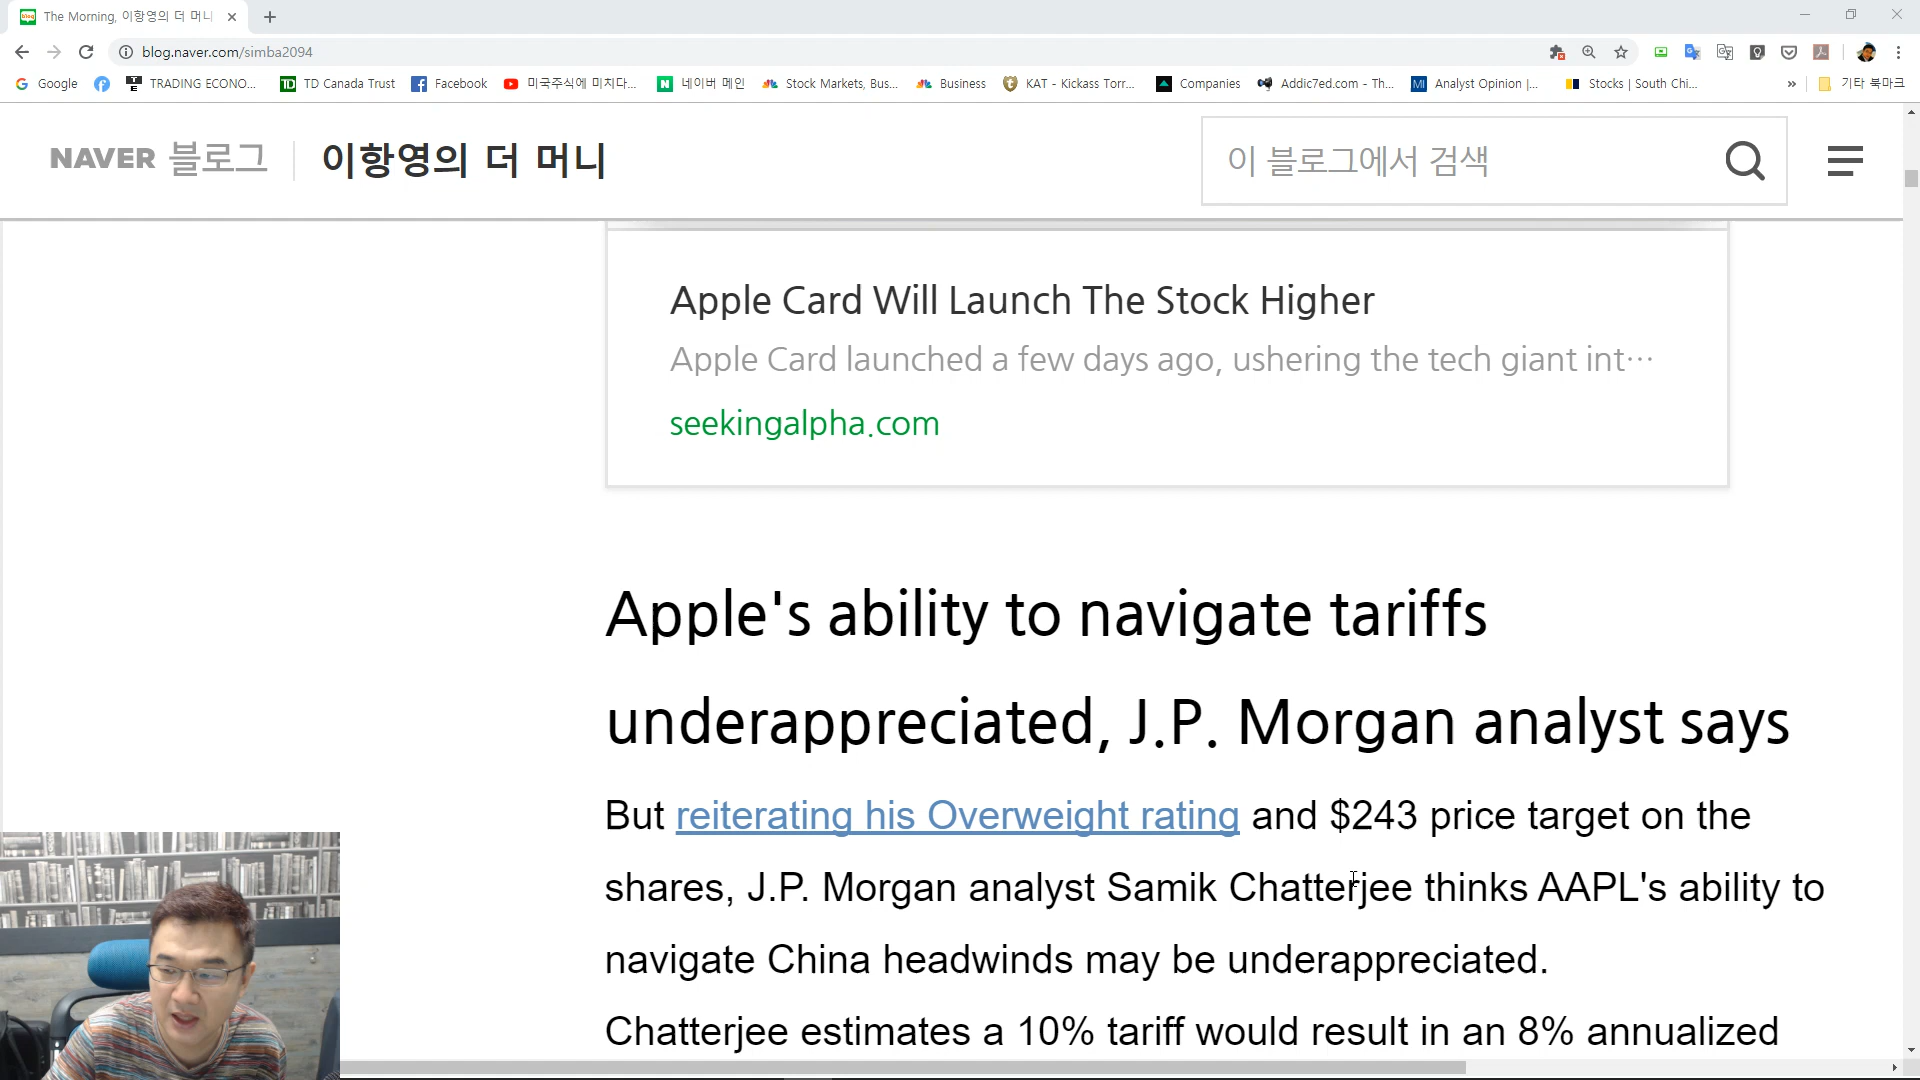 The Morning, 이항영의 더 머니
blog.naver.com/simba2094
Google
TRADING ECONO...
TD Canada Trust
Facebook
미국주식에 미치다...
네이버 메인
Stock Markets, Bus...
Business
KAT - Kickass Torr...
Companies
Addic7ed.com - Th...
Analyst Opinion |...
Stocks | South Chi...
»
기타 북마크
NAVER 블로그
이항영의 더 머니
이 블로그에서 검색
Apple Card Will Launch The Stock Higher
Apple Card launched a few days ago, ushering the tech giant int…
seekingalpha.com
Apple's ability to navigate tariffs
underappreciated, J.P. Morgan analyst says
But reiterating his Overweight rating and $243 price target on the
shares, J.P. Morgan analyst Samik Chatterjee thinks AAPL's ability to
navigate China headwinds may be underappreciated.
Chatterjee estimates a 10% tariff would result in an 8% annualized